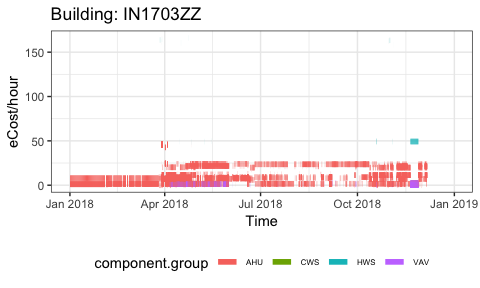 Building: IN1703ZZ
eCost/hour
150
100
50
0
Jan 2018
Apr 2018
Jul 2018
Oct 2018
Jan 2019
Time
component.group AHU CWS HWS VAV